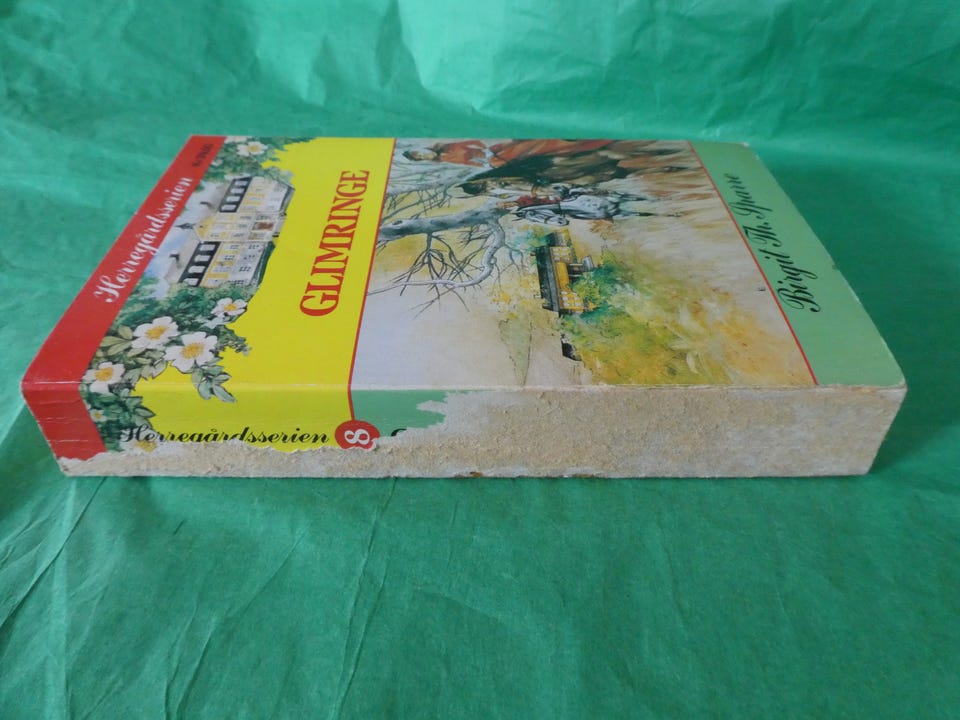 Herregårdsserien
GLIMRINGE
Birgit Th. Sparre
Herregårdsserien
8